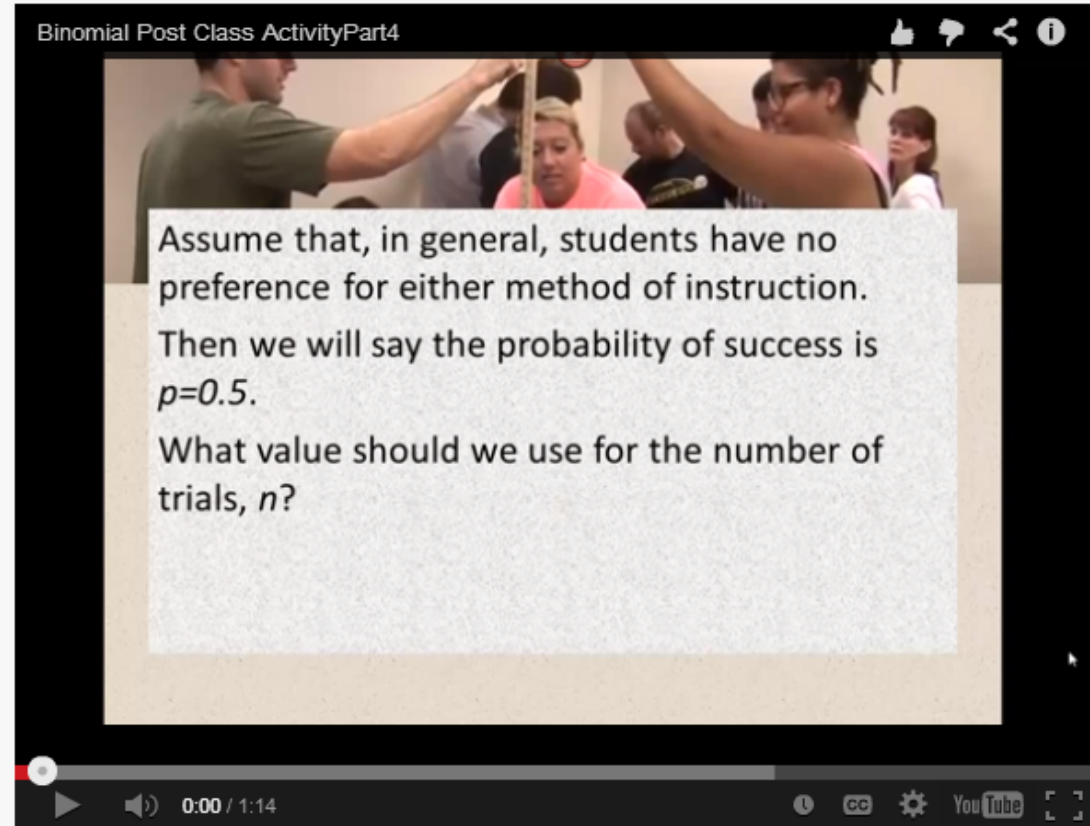 Binomial Post Class ActivityPart4
Assume that, in general, students have no
preference for either method of instruction.
Then we will say the probability of success is
p=0.5.
What value should we use for the number of
trials, n?
0:00 / 1:14
CC
YouTube